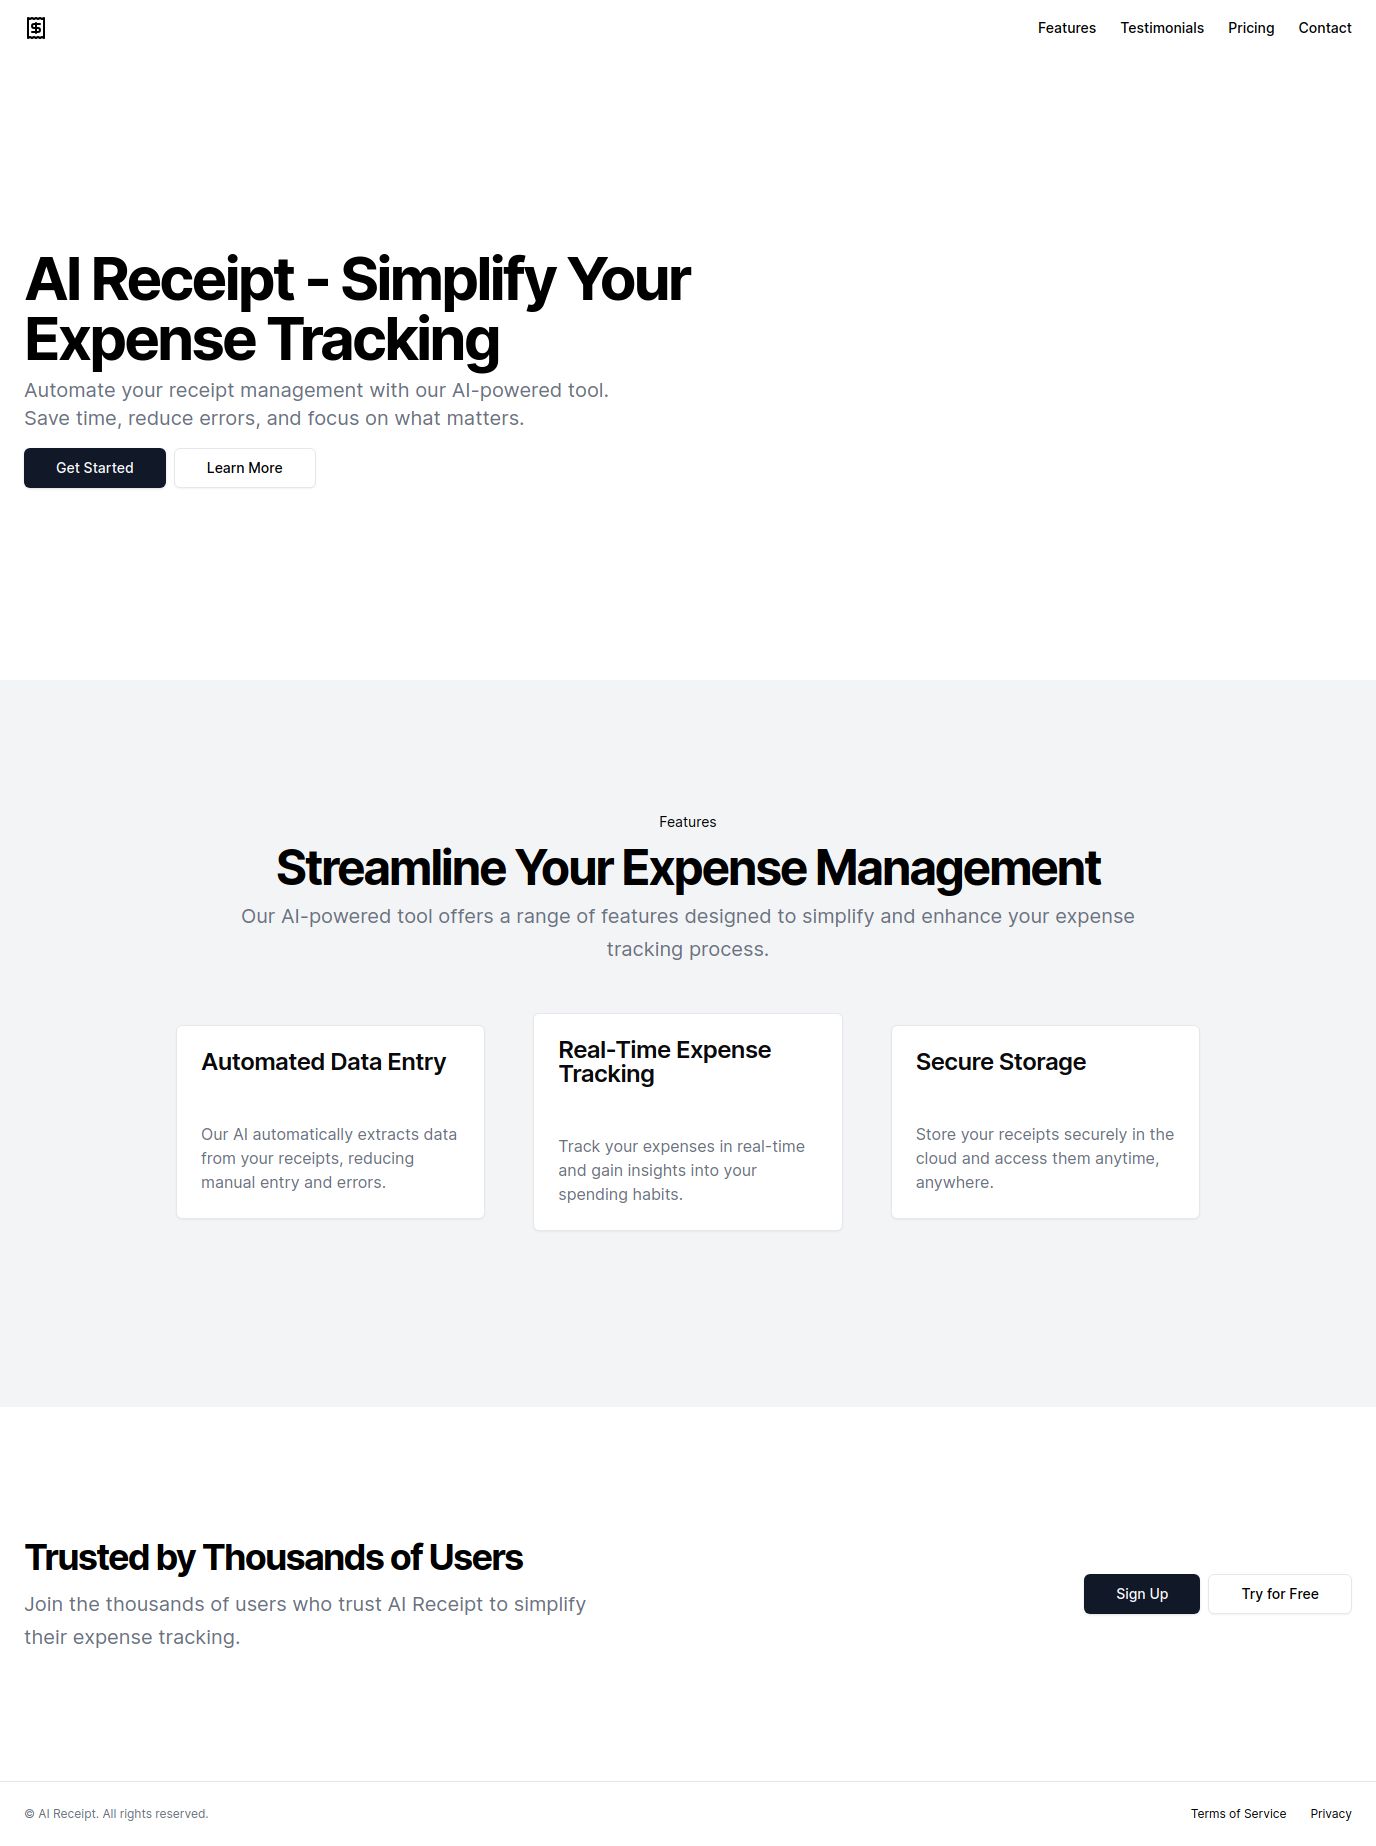 Features Testimonials Pricing Contact
AI Receipt - Simplify Your
Expense Tracking
Automate your receipt management with our AI-powered tool.
Save time, reduce errors, and focus on what matters.
Get Started Learn More
Features
Streamline Your Expense Management
Our AI-powered tool offers a range of features designed to simplify and enhance your expense
tracking process.
Automated Data Entry
Our AI automatically extracts data
from your receipts, reducing
manual entry and errors.
Real-Time Expense
Tracking
Track your expenses in real-time
and gain insights into your
spending habits.
Secure Storage
Store your receipts securely in the
cloud and access them anytime,
anywhere.
Trusted by Thousands of Users
Join the thousands of users who trust AI Receipt to simplify
their expense tracking.
Sign Up Try for Free
© AI Receipt. All rights reserved.
Terms of Service Privacy